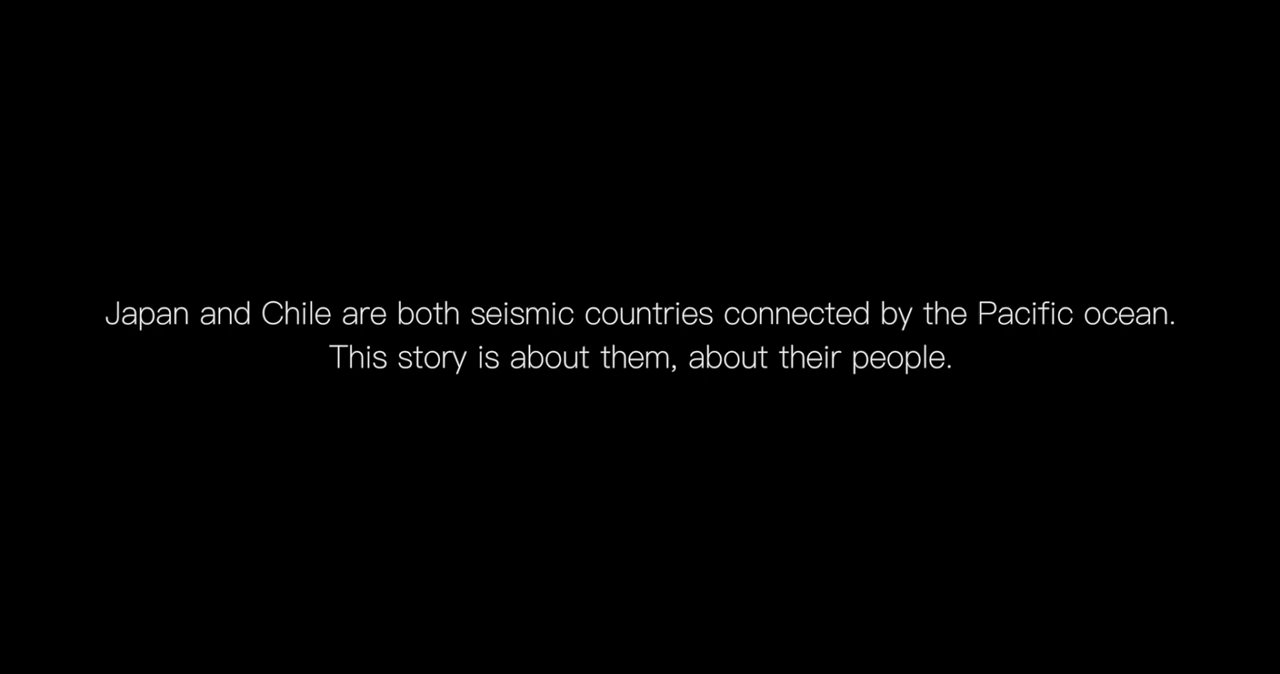 Japan and Chile are both seismic countries connected by the Pacific ocean.
This story is about them, about their people.